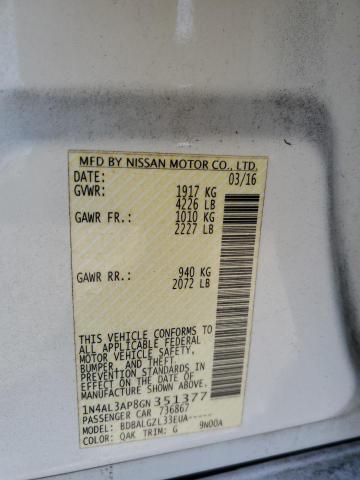 MFD BY NISSAN MOTOR CO., LTD.
DATE: 03/16
GVWR: 1917 KG
4226 LB
GAWR FR.: 1010 KG
2227 LB
GAWR RR.: 940 KG
2072 LB
THIS VEHICLE CONFORMS TO
ALL APPLICABLE FEDERAL
MOTOR VEHICLE SAFETY,
BUMPER, AND THEFT
PREVENTION STANDARDS IN
EFFECT ON THE DATE OF
MANUFACTURE SHOWN ABOVE.
1N4AL3AP8GN351377
PASSENGER CAR 736867
MODEL: BDBALGZL33EUA-----
COLOR: QAK TRIM: G 9N00A